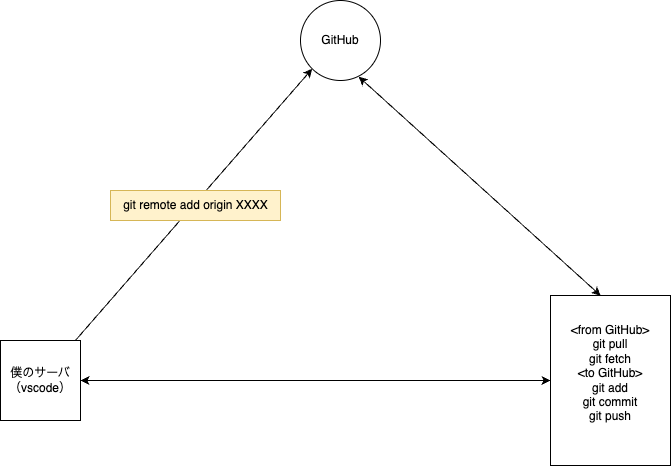 GitHub
git remote add origin XXXX
僕のサーバ
（vscode）
<from GitHub>
git pull
git fetch
<to GitHub>
git add
git commit
git push